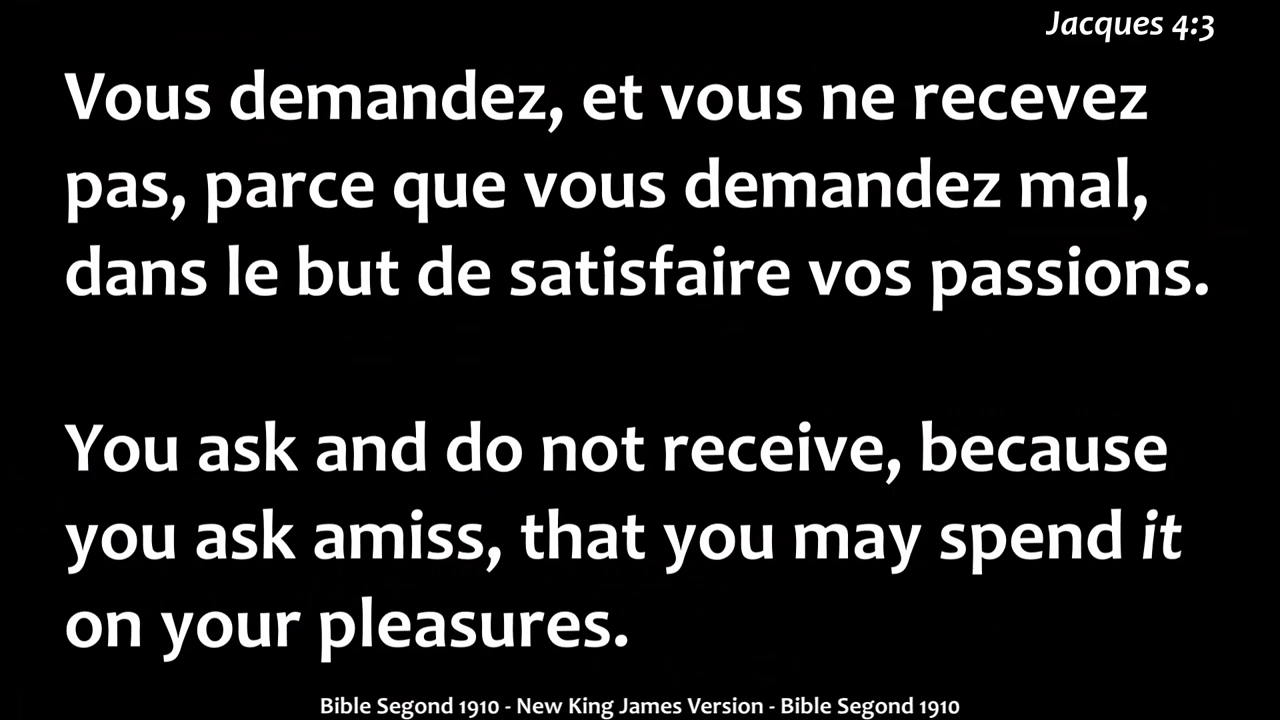 Jacques 4:3
Vous demandez, et vous ne recevez
pas, parce que vous demandez mal,
dans le but de satisfaire vos passions.
You ask and do not receive, because
you ask amiss, that you may spend it
on your pleasures.
Bible Segond 1910 - New King James Version - Bible Segond 1910